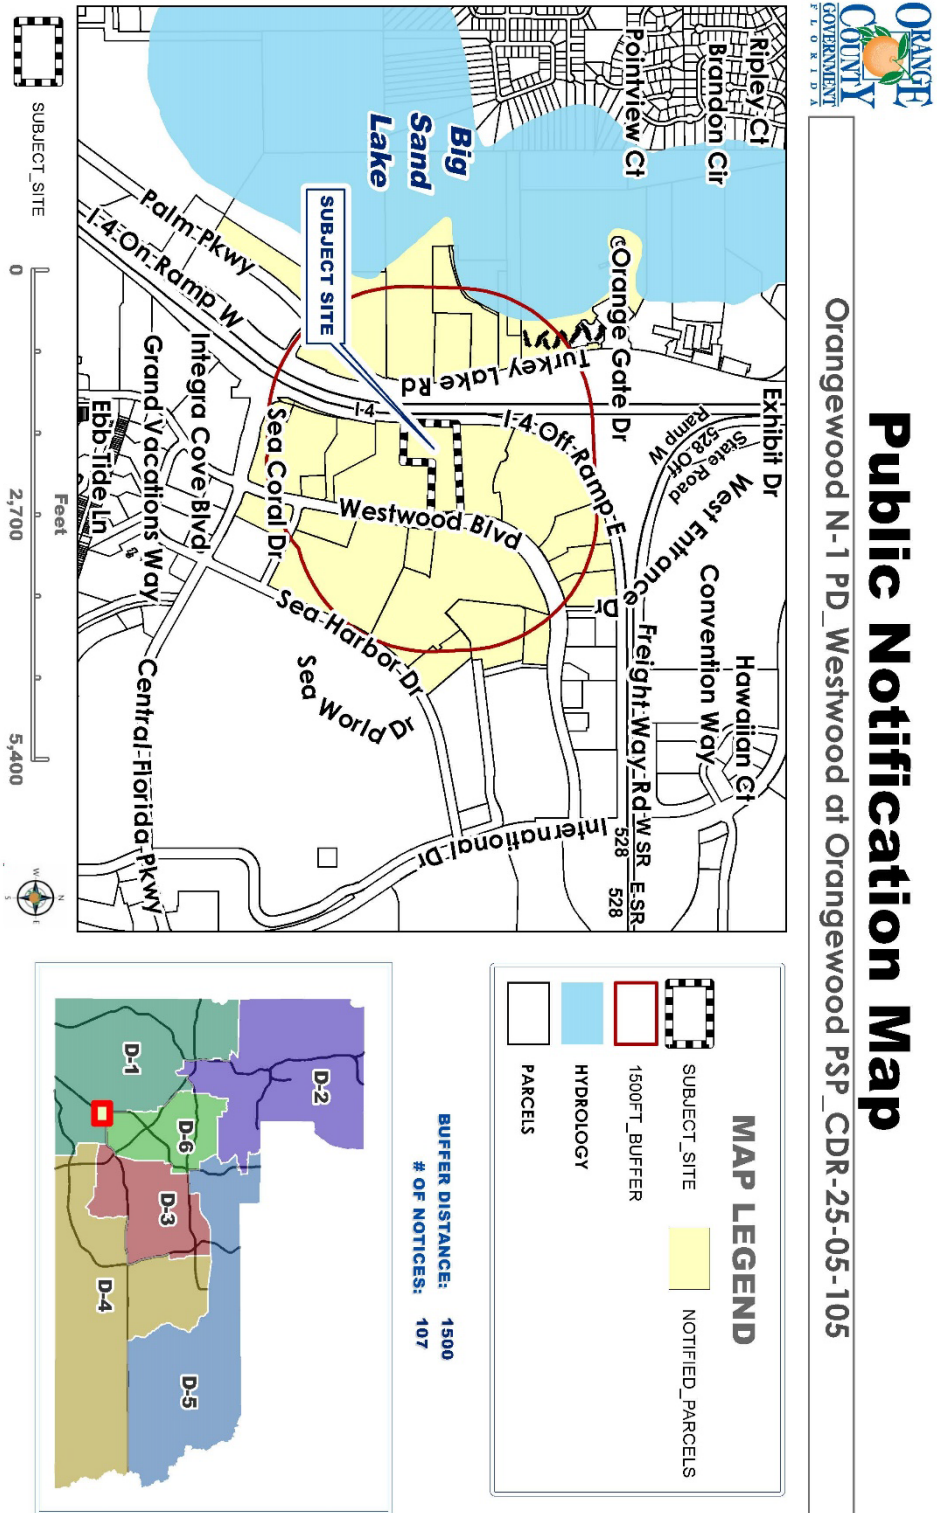 ORANGE
COUNTY
GOVERNMENT
FLORIDA
Public Notification Map
Orangewood N-1 PD_Westwood at Orangewood PSP_CDR-25-05-105
Ripley Ct
Brandon Cir
Pointview Ct
Big
Sand
Lake
Orange Gate Dr
Turkey Lake Rd
Exhibit Dr
State Road
528 Off
Ramp W
West Entrance
Dr
Convention Way
Hawaiian Ct
I-4 Off-Ramp-E
Freight-Way-Rd-W SR
528
E-SR
528
SUBJECT SITE
I-4
Westwood Blvd
Palm Pkwy
I-4 On-Ramp W
Sea Coral Dr
Sea Harbor Dr
Sea World Dr
International Dr
Integra Cove Blvd
Grand Vacations Way
Ebb Tide Ln
Central-Florida-Pkwy
SUBJECT_SITE
0
2,700
5,400
Feet
N
W
E
S
MAP LEGEND
SUBJECT_SITE
NOTIFIED_PARCELS
1500FT_BUFFER
HYDROLOGY
PARCELS
BUFFER DISTANCE: 1500
# OF NOTICES: 107
D-2
D-1
D-6
D-3
D-5
D-4